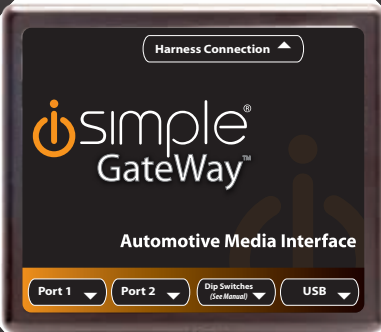 Harness Connection
isimple®
GateWay™
Automotive Media Interface
Port 1
Port 2
Dip Switches
(See Manual)
USB